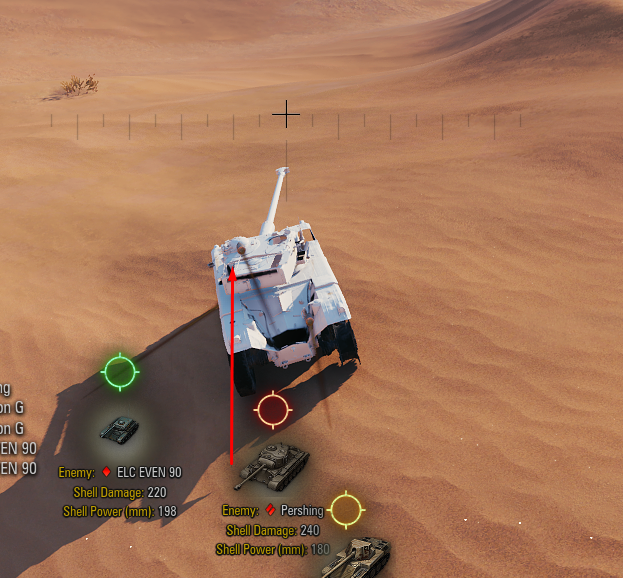 on G
on G
EN 90
EN 90
Enemy: ELC EVEN 90
Shell Damage: 220
Shell Power (mm): 198
Enemy: Pershing
Shell Damage: 240
Shell Power (mm): 180